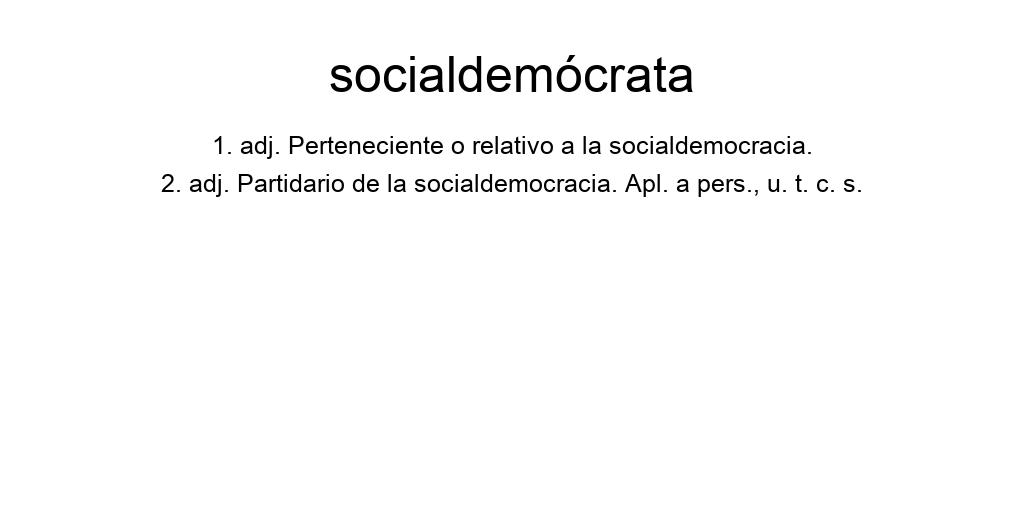 socialdemócrata
1. adj. Perteneciente o relativo a la socialdemocracia.
2. adj. Partidario de la socialdemocracia. Apl. a pers., u. t. c. s.